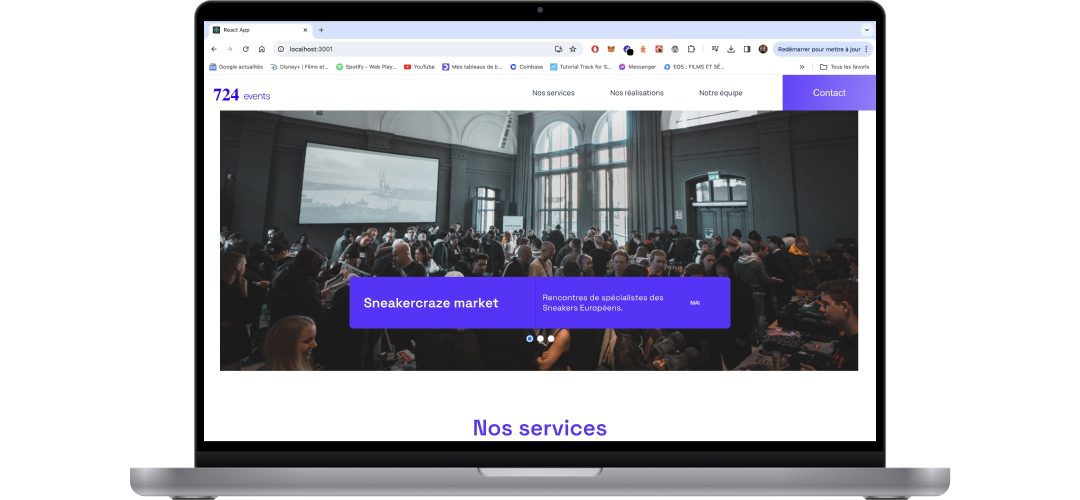 React App
localhost:3001
Redémarrer pour mettre à jour
Google actualités
Disney+ | Films et...
Spotify – Web Play...
YouTube
Mes tableaux de b...
Coinbase
Tutorial Track for S...
Messenger
EOS : FILMS ET SÉ...
Tous les favoris
724 events
Nos services
Nos réalisations
Notre équipe
Contact
Sneakercraze market
Rencontres de spécialistes des
Sneakers Européens.
MAI
Nos services